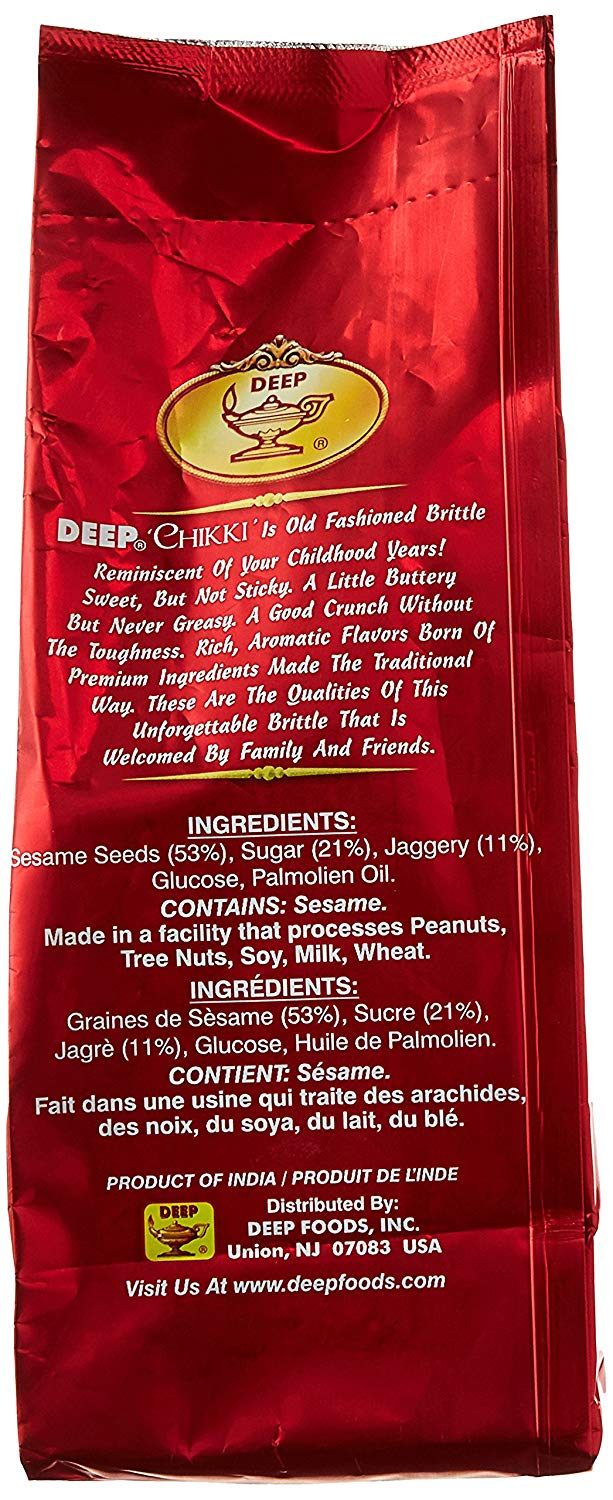 DEEP
®
DEEP® 'CHIKKI' Is Old Fashioned Brittle
Reminiscent Of Your Childhood Years!
Sweet, But Not Sticky. A Little Buttery
But Never Greasy. A Good Crunch Without
The Toughness. Rich, Aromatic Flavors Born Of
Premium Ingredients Made The Traditional
Way. These Are The Qualities Of This
Unforgettable Brittle That Is
Welcomed By Family And Friends.
INGREDIENTS:
Sesame Seeds (53%), Sugar (21%), Jaggery (11%),
Glucose, Palmolien Oil.
CONTAINS: Sesame.
Made in a facility that processes Peanuts,
Tree Nuts, Soy, Milk, Wheat.
INGRÉDIENTS:
Graines de Sèsame (53%), Sucre (21%),
Jagrè (11%), Glucose, Huile de Palmolien.
CONTIENT: Sésame.
Fait dans une usine qui traite des arachides,
des noix, du soya, du lait, du blé.
PRODUCT OF INDIA / PRODUIT DE L'INDE
DEEP
®
Distributed By:
DEEP FOODS, INC.
Union, NJ 07083 USA
Visit Us At www.deepfoods.com